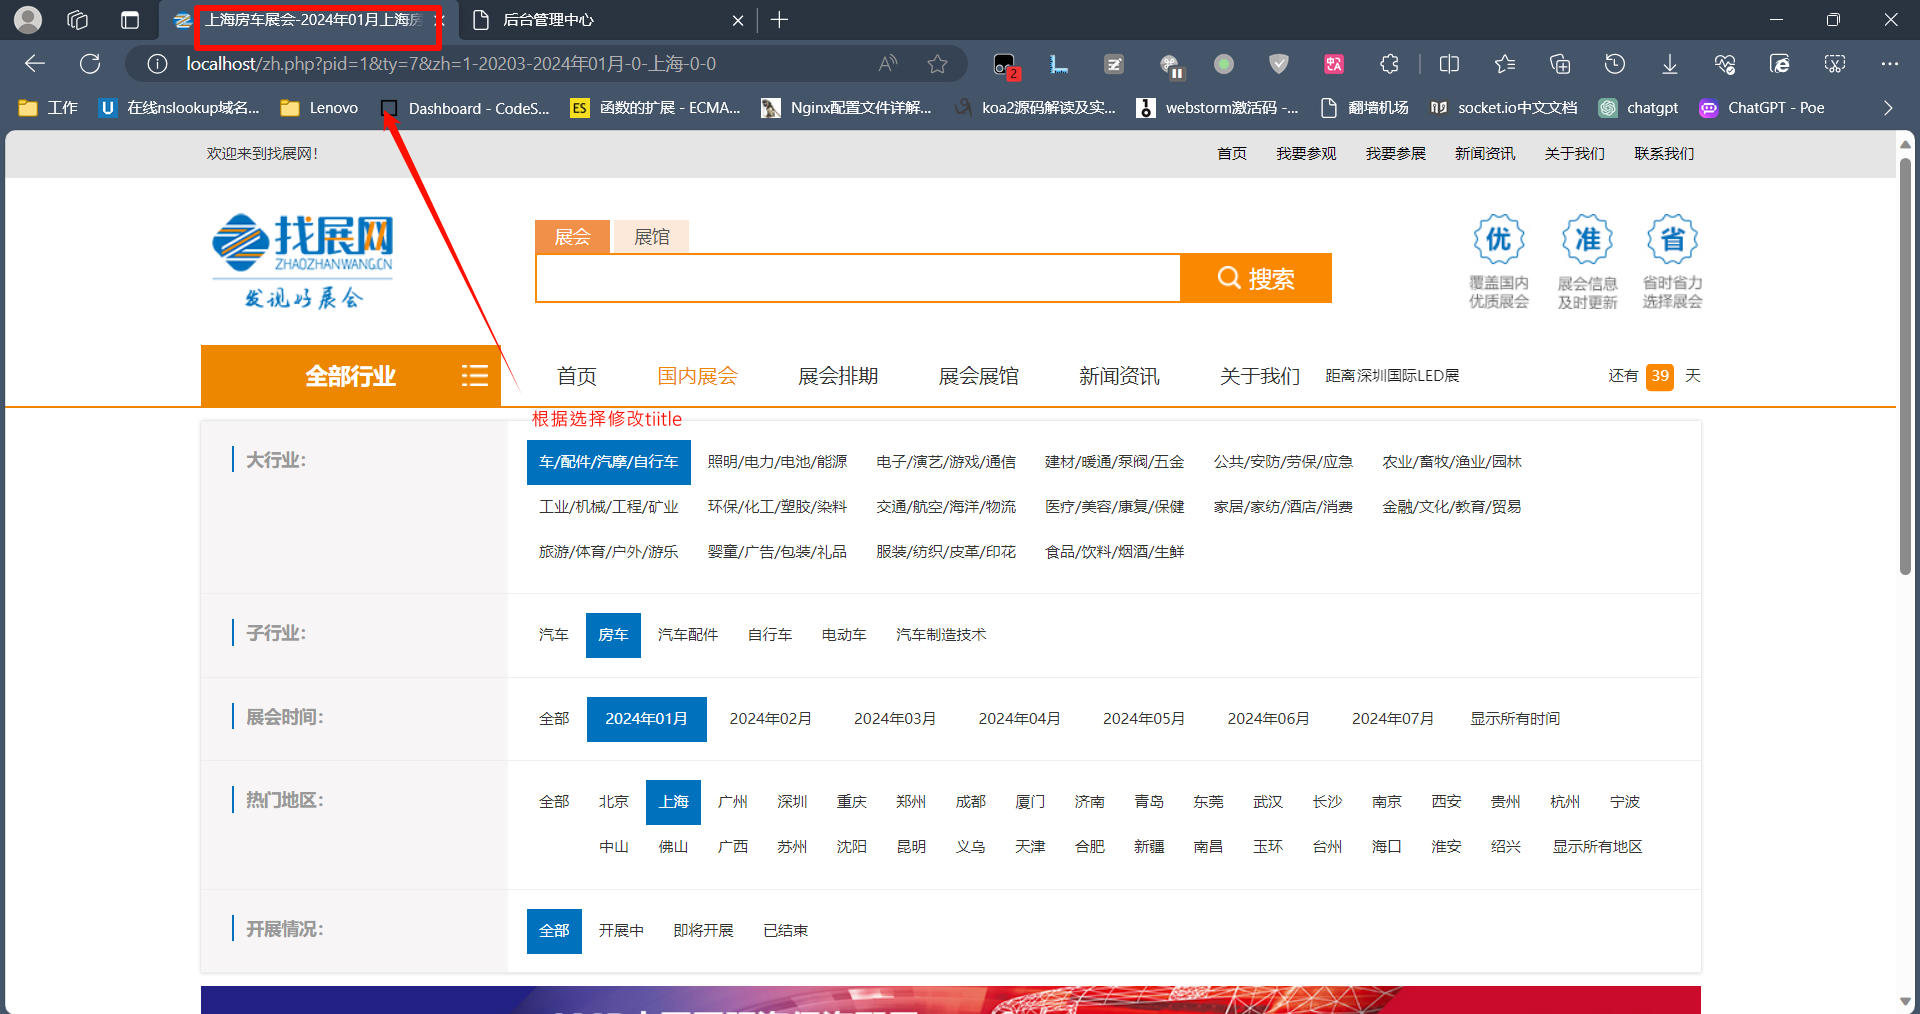 上海房车展会-2024年01月上海房
后台管理中心
localhost/zh.php?pid=1&ty=7&zh=1-20203-2024年01月-0-上海-0-0
2
工作
U 在线nslookup域名...
Lenovo
Dashboard - CodeS...
ES 函数的扩展 - ECMA...
Nginx配置文件详解...
koa2源码解读及实...
webstorm激活码 -...
翻墙机场
socket.io中文文档
chatgpt
ChatGPT - Poe
欢迎来到找展网!
首页 我要参观 我要参展 新闻资讯 关于我们 联系我们
找展网
ZHAOZHANWANG.CN
发现好展会
展会 展馆
搜索
优 准 省
覆盖国内 展会信息 省时省力
优质展会 及时更新 选择展会
全部行业
首页 国内展会 展会排期 展会展馆 新闻资讯 关于我们 距离深圳国际LED展 还有 39 天
根据选择修改tiitle
大行业:
车/配件/汽摩/自行车 照明/电力/电池/能源 电子/演艺/游戏/通信 建材/暖通/泵阀/五金 公共/安防/劳保/应急 农业/畜牧/渔业/园林
工业/机械/工程/矿业 环保/化工/塑胶/染料 交通/航空/海洋/物流 医疗/美容/康复/保健 家居/家纺/酒店/消费 金融/文化/教育/贸易
旅游/体育/户外/游乐 婴童/广告/包装/礼品 服装/纺织/皮革/印花 食品/饮料/烟酒/生鲜
子行业:
汽车 房车 汽车配件 自行车 电动车 汽车制造技术
展会时间:
全部 2024年01月 2024年02月 2024年03月 2024年04月 2024年05月 2024年06月 2024年07月 显示所有时间
热门地区:
全部 北京 上海 广州 深圳 重庆 郑州 成都 厦门 济南 青岛 东莞 武汉 长沙 南京 西安 贵州 杭州 宁波
中山 佛山 广西 苏州 沈阳 昆明 义乌 天津 合肥 新疆 南昌 玉环 台州 海口 淮安 绍兴 显示所有地区
开展情况:
全部 开展中 即将开展 已结束